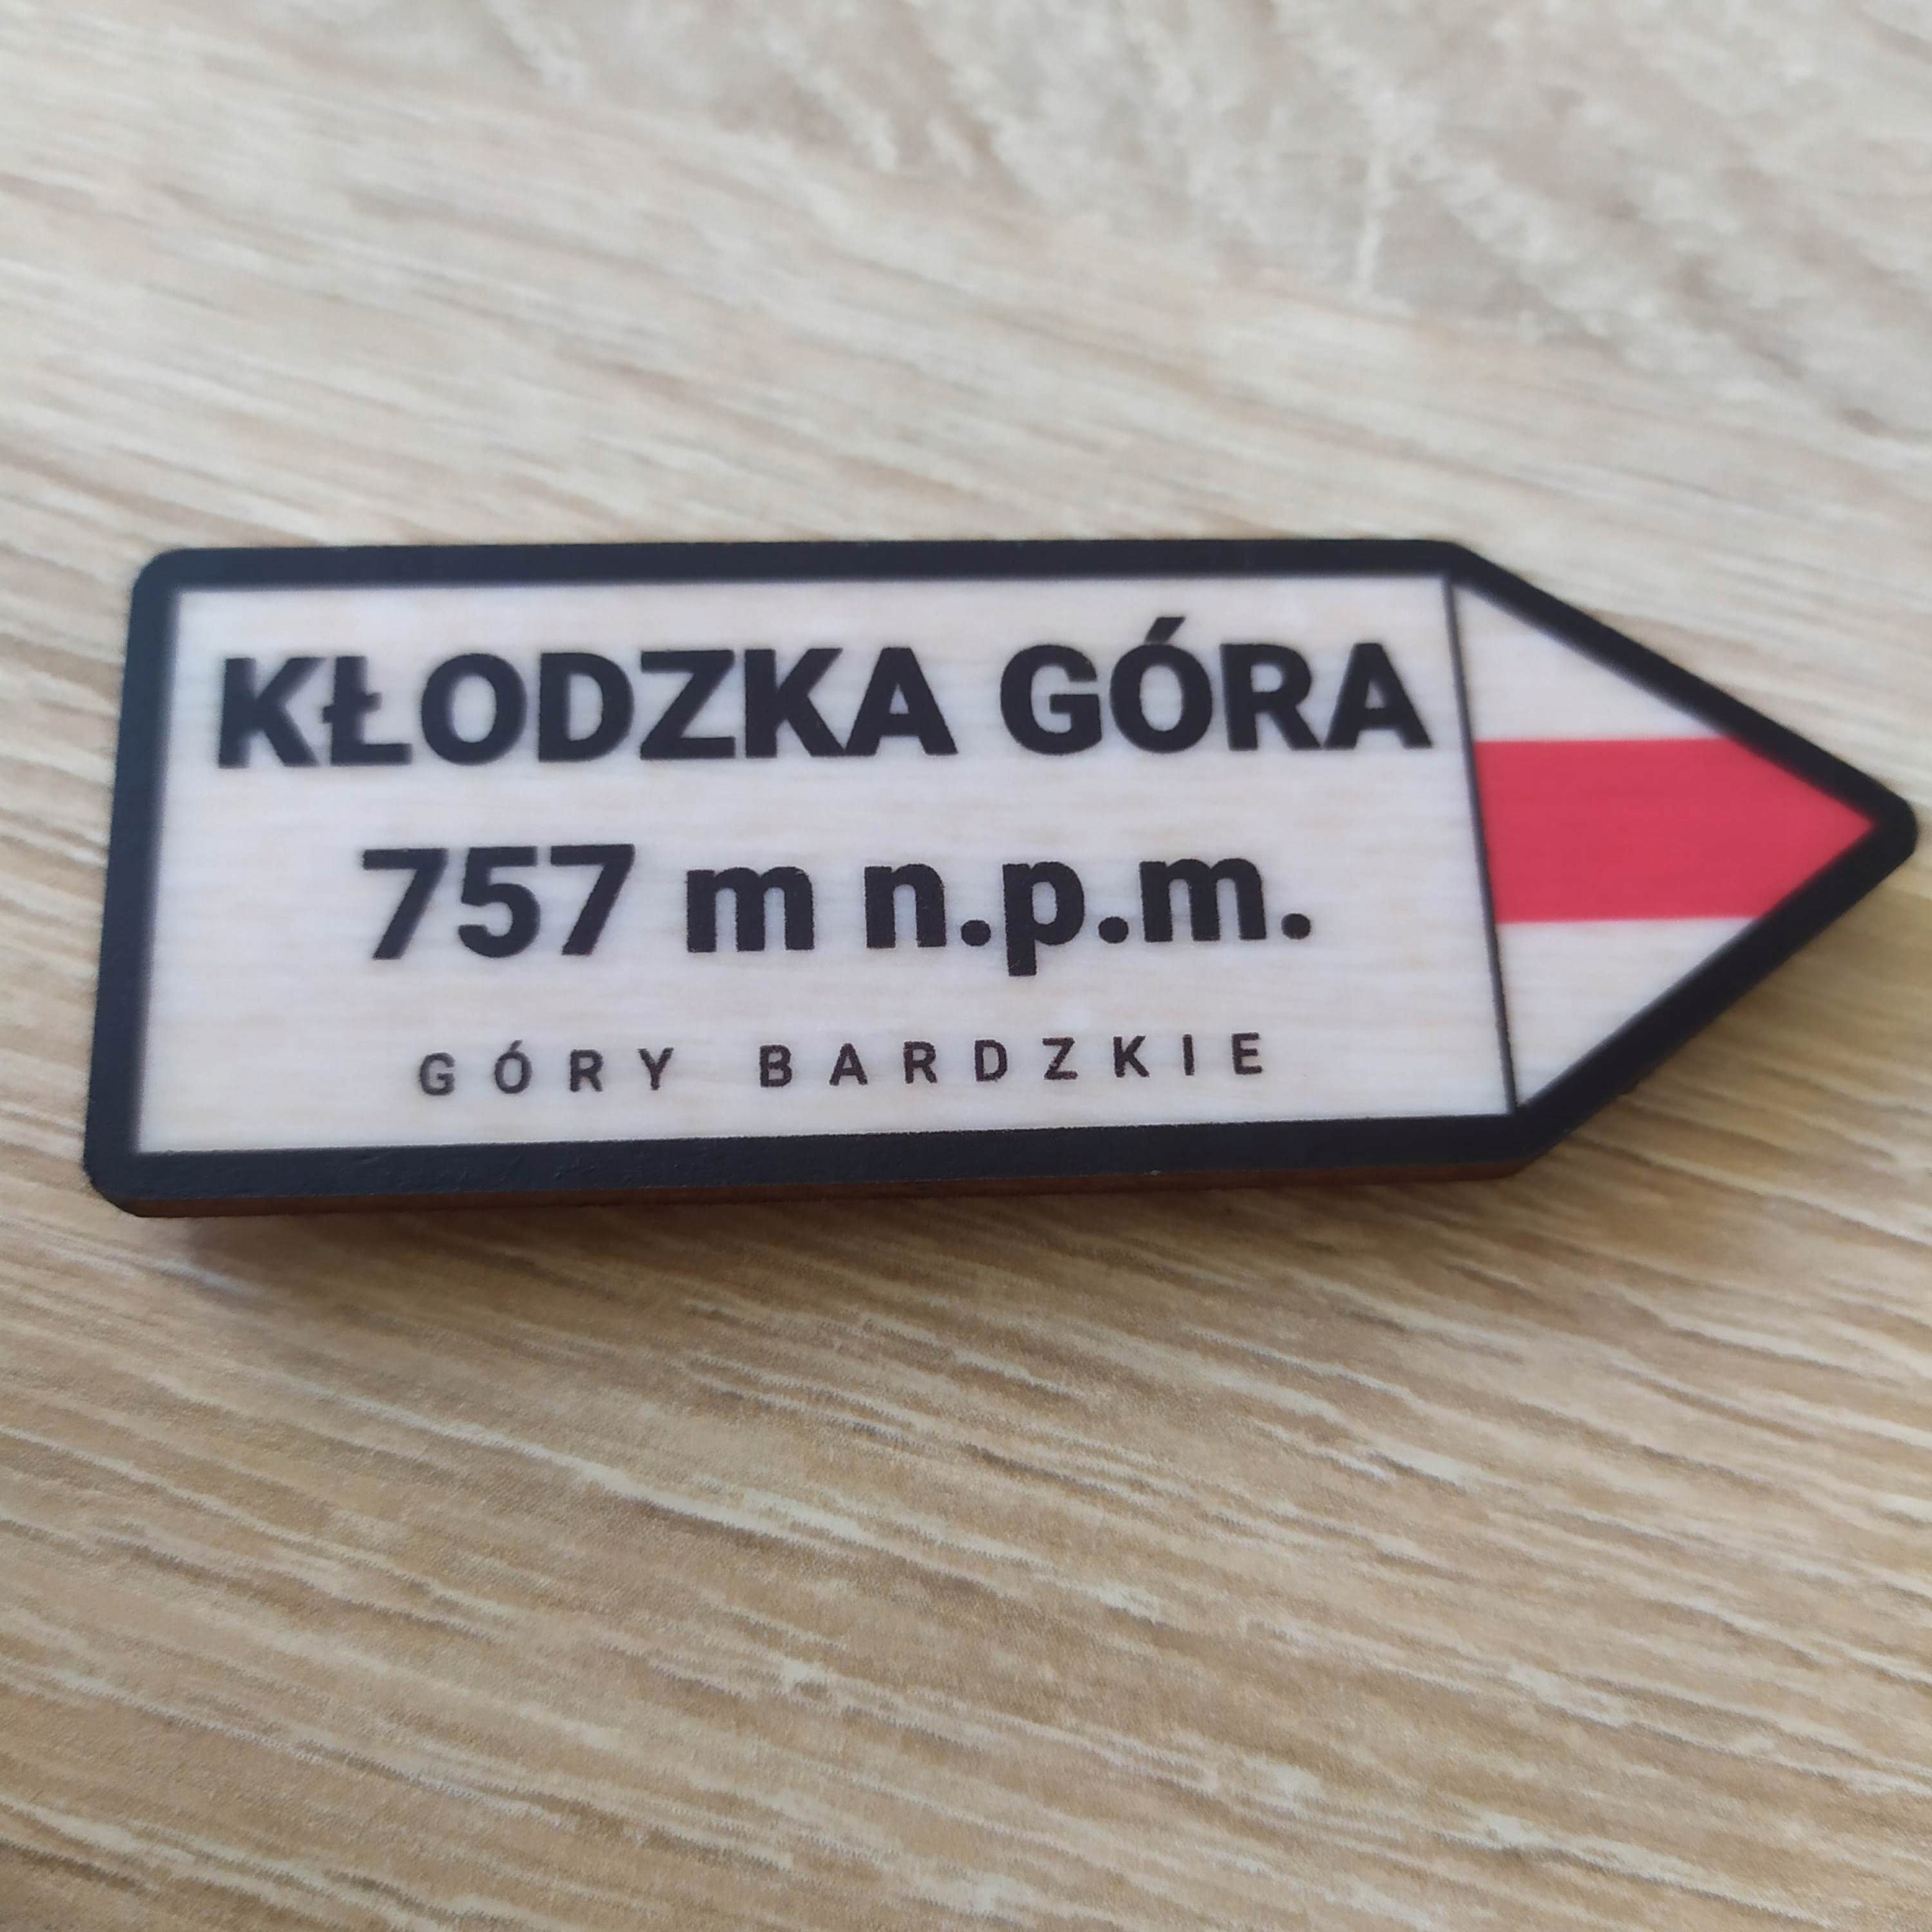 KŁODZKA GÓRA
757 m n.p.m.
GÓRY BARDZKIE